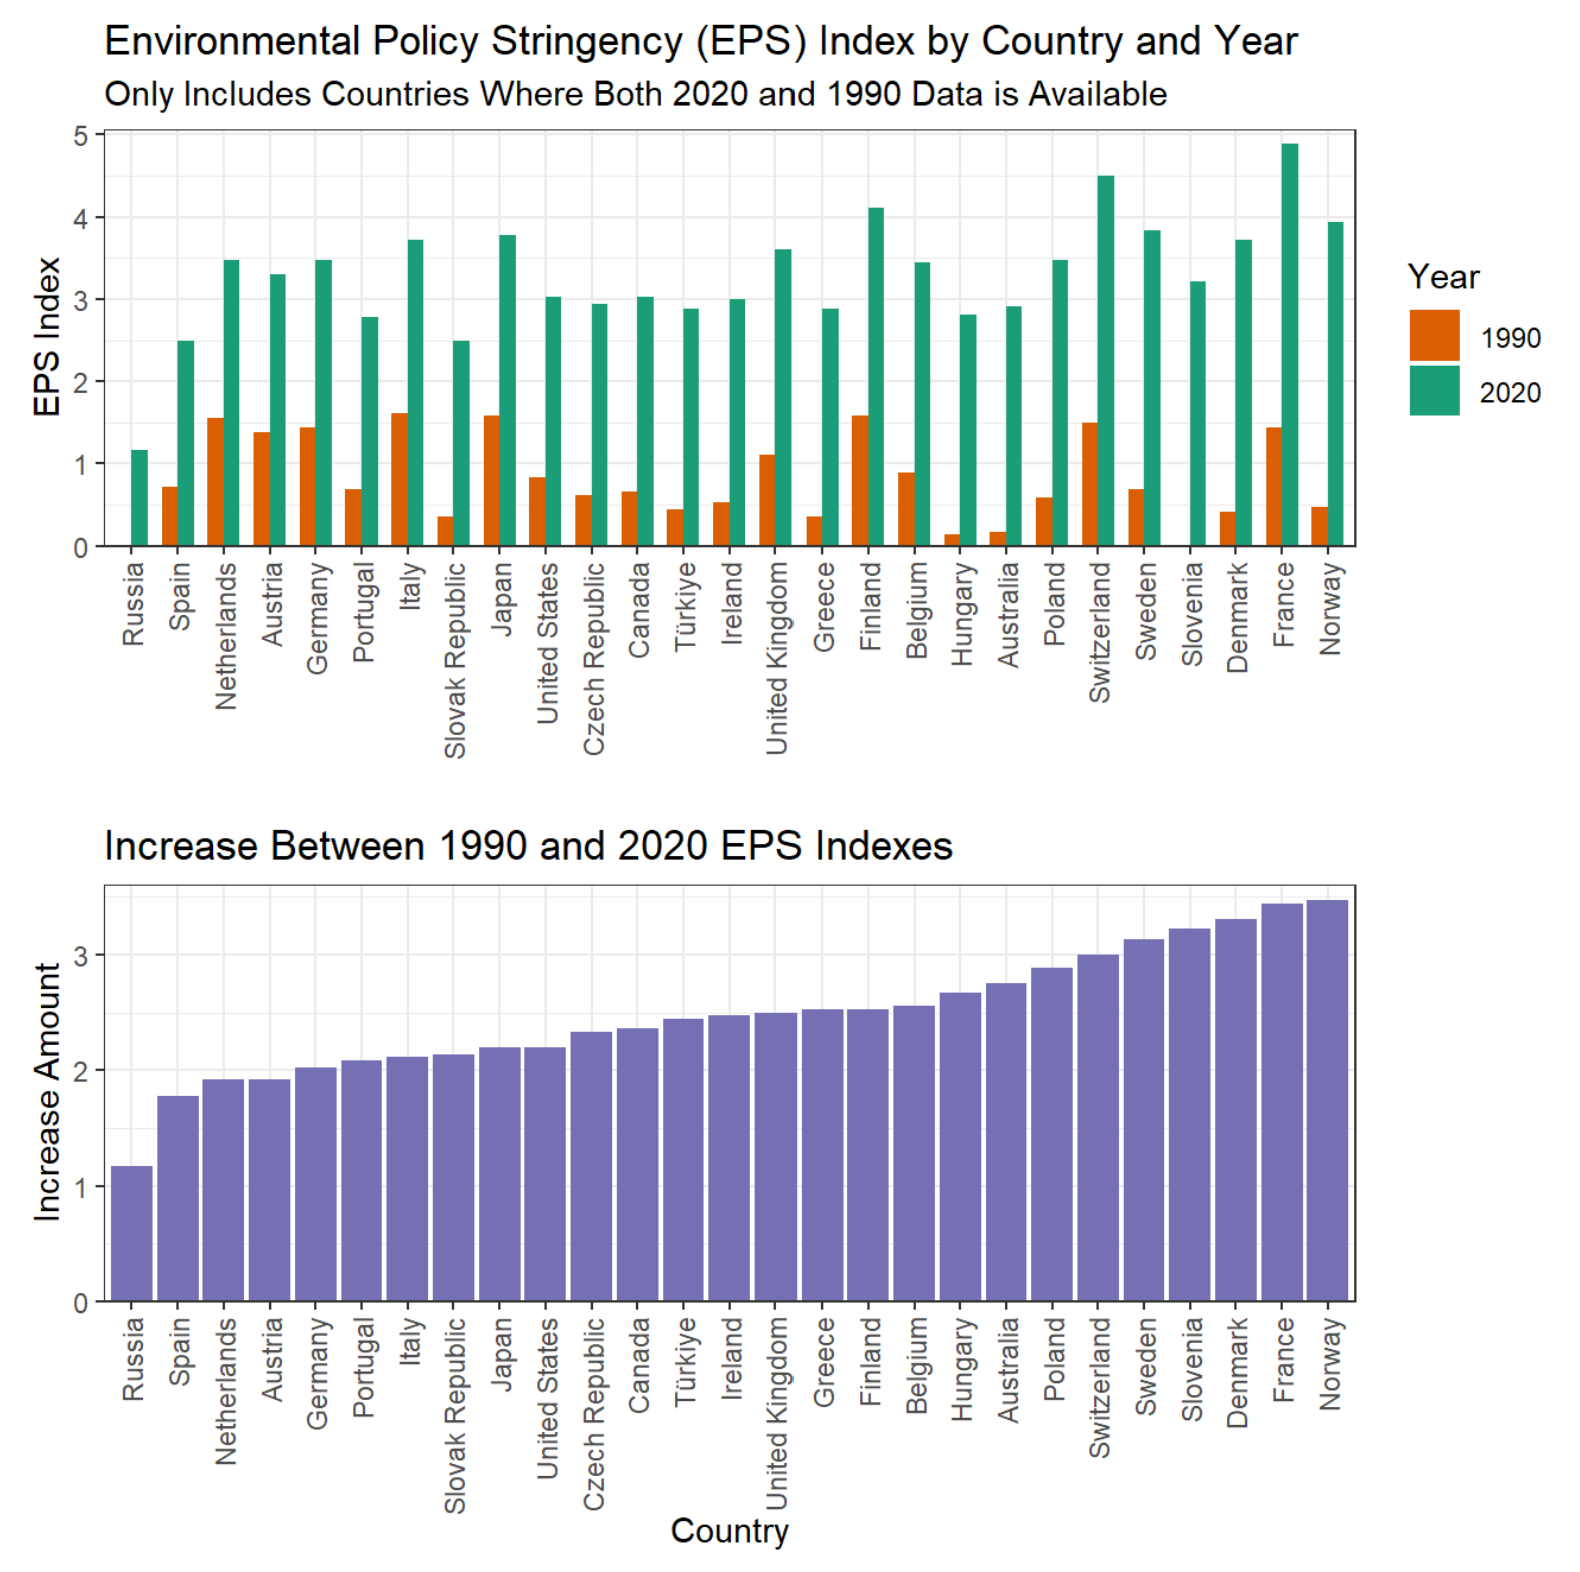 Environmental Policy Stringency (EPS) Index by Country and Year
Only Includes Countries Where Both 2020 and 1990 Data is Available
EPS Index
5
4
3
2
1
0
Russia
Spain
Netherlands
Austria
Germany
Portugal
Italy
Slovak Republic
Japan
United States
Czech Republic
Canada
Türkiye
Ireland
United Kingdom
Greece
Finland
Belgium
Hungary
Australia
Poland
Switzerland
Sweden
Slovenia
Denmark
France
Norway
Year
1990
2020
Increase Between 1990 and 2020 EPS Indexes
Increase Amount
3
2
1
0
Russia
Spain
Netherlands
Austria
Germany
Portugal
Italy
Slovak Republic
Japan
United States
Czech Republic
Canada
Türkiye
Ireland
United Kingdom
Greece
Finland
Belgium
Hungary
Australia
Poland
Switzerland
Sweden
Slovenia
Denmark
France
Norway
Country